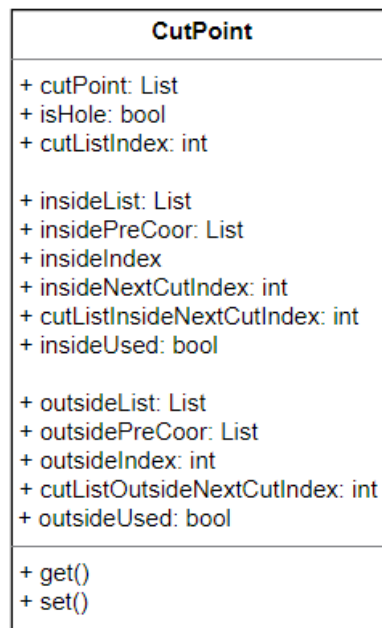 CutPoint
+ cutPoint: List
+ isHole: bool
+ cutListIndex: int
+ insideList: List
+ insidePreCoor: List
+ insideIndex
+ insideNextCutIndex: int
+ cutListInsideNextCutIndex: int
+ insideUsed: bool
+ outsideList: List
+ outsidePreCoor: List
+ outsideIndex: int
+ cutListOutsideNextCutIndex: int
+ outsideUsed: bool
+ get()
+ set()